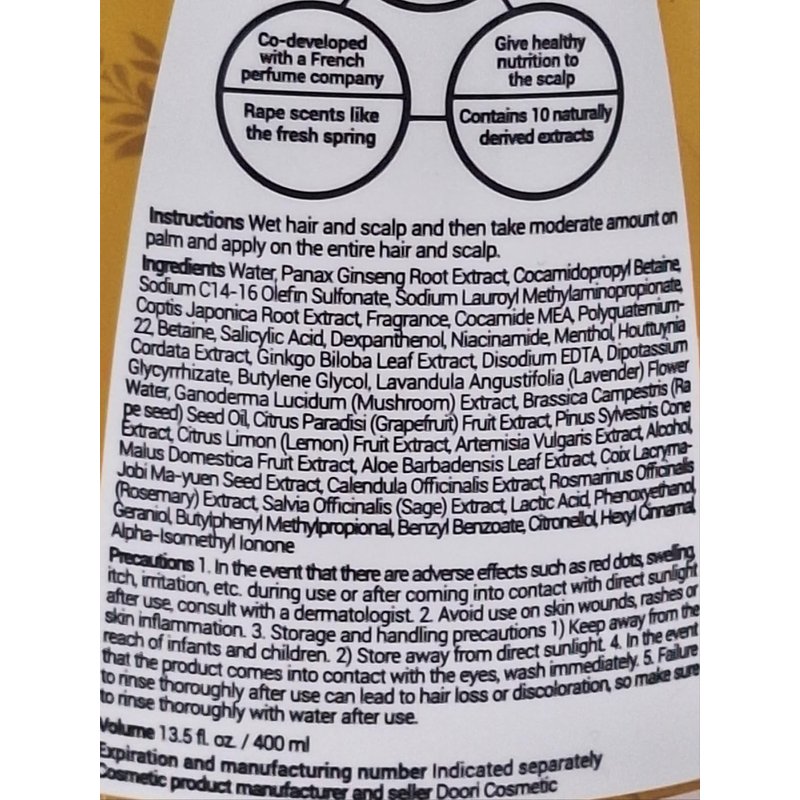 Co-developed
with a French
perfume company
Rape scents like
the fresh spring
Give healthy
nutrition to
the scalp
Contains 10 naturally
derived extracts
Instructions Wet hair and scalp and then take moderate amount on
palm and apply on the entire hair and scalp.
Ingredients Water, Panax Ginseng Root Extract, Cocamidopropyl Betaine,
Sodium C14-16 Olefin Sulfonate, Sodium Lauroyl Methylaminopropionate,
Coptis Japonica Root Extract, Fragrance, Cocamide MEA, Polyquaternium-
22, Betaine, Salicylic Acid, Dexpanthenol, Niacinamide, Menthol, Houttuynia
Cordata Extract, Ginkgo Biloba Leaf Extract, Disodium EDTA, Dipotassium
Glycyrrhizate, Butylene Glycol, Lavandula Angustifolia (Lavender) Flower
Water, Ganoderma Lucidum (Mushroom) Extract, Brassica Campestris (Ra
pe seed) Seed Oil, Citrus Paradisi (Grapefruit) Fruit Extract, Pinus Sylvestris Cone
Extract, Citrus Limon (Lemon) Fruit Extract, Artemisia Vulgaris Extract, Alcohol,
Malus Domestica Fruit Extract, Aloe Barbadensis Leaf Extract, Coix Lacryma-
Jobi Ma-yuen Seed Extract, Calendula Officinalis Extract, Rosmarinus Officinalis
(Rosemary) Extract, Salvia Officinalis (Sage) Extract, Lactic Acid, Phenoxyethanol,
Geraniol, Butylphenyl Methylpropional, Benzyl Benzoate, Citronellol, Hexyl Cinnamal,
Alpha-Isomethyl Ionone
Precautions 1. In the event that there are adverse effects such as red dots, swelling,
itch, irritation, etc. during use or after coming into contact with direct sunlight
after use, consult with a dermatologist. 2. Avoid use on skin wounds, rashes or
skin inflammation. 3. Storage and handling precautions 1) Keep away from the
reach of infants and children. 2) Store away from direct sunlight. 4. In the event
that the product comes into contact with the eyes, wash immediately. 5. Failure
to rinse thoroughly after use can lead to hair loss or discoloration, so make sure
to rinse thoroughly with water after use.
Volume 13.5 fl. oz. / 400 ml
Expiration and manufacturing number Indicated separately
Cosmetic product manufacturer and seller Doori Cosmetic